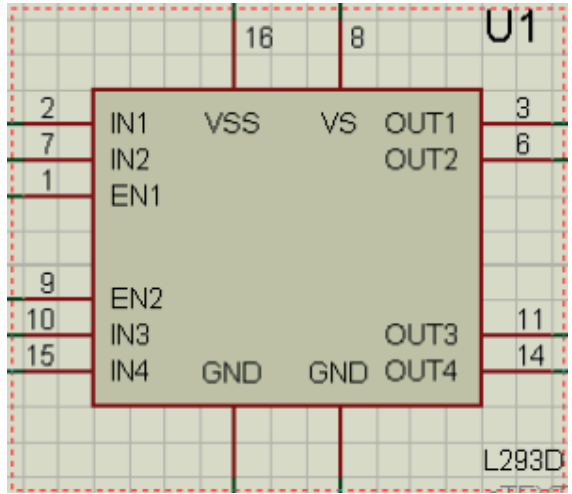 U1
16 8
2 IN1 VSS VS OUT1 3
7 IN2 OUT2 6
1 EN1
9 EN2
10 IN3 OUT3 11
15 IN4 GND GND OUT4 14
L293D